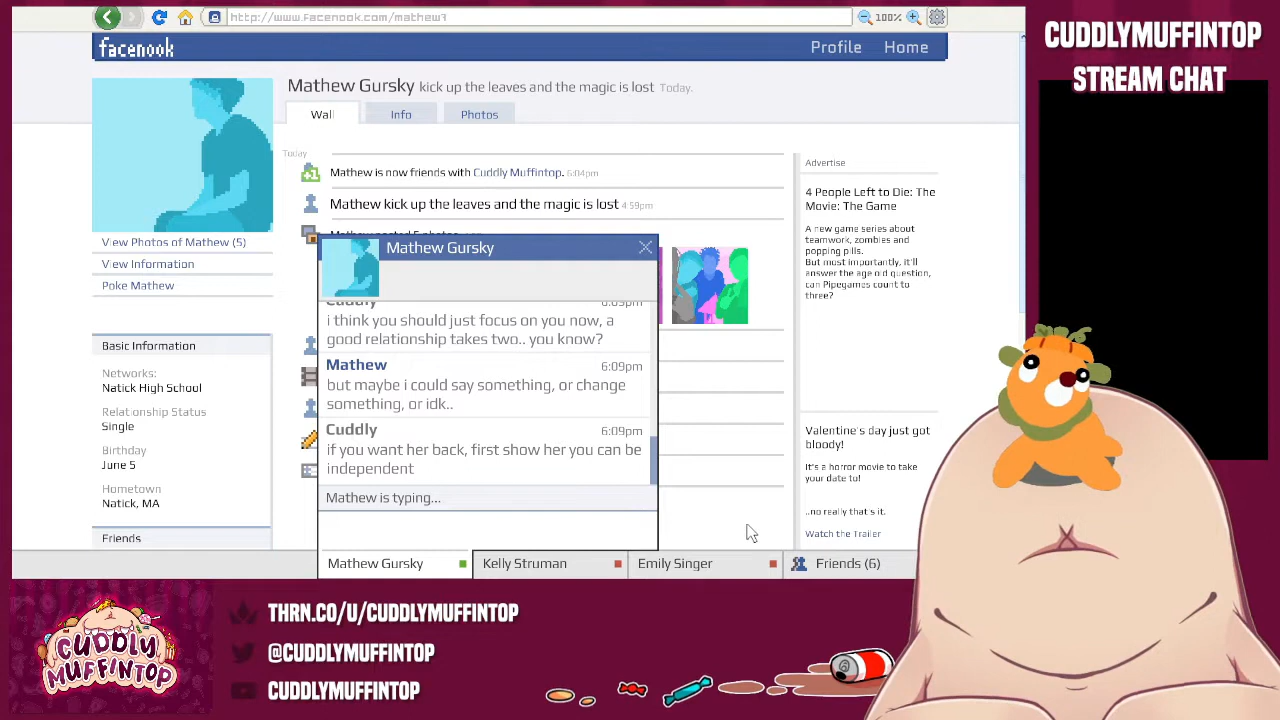 http://www.Facenook.com/mathew?
100%
facenook
Profile
Home
Mathew Gursky kick up the leaves and the magic is lost Today.
Wall
Info
Photos
Today
Mathew is now friends with Cuddly Muffintop. 6:04pm
Mathew kick up the leaves and the magic is lost 4:59pm
View Photos of Mathew (5)
View Information
Poke Mathew
Basic Information
Networks:
Natick High School
Relationship Status
Single
Birthday
June 5
Hometown
Natick, MA
Friends
Mathew Gursky
Cuddly 6:09pm
i think you should just focus on you now, a
good relationship takes two.. you know?
Mathew 6:09pm
but maybe i could say something, or change
something, or idk..
Cuddly 6:09pm
if you want her back, first show her you can be
independent
Mathew is typing...
Mathew Gursky
Kelly Struman
Emily Singer
Friends (6)
Advertise
4 People Left to Die: The
Movie: The Game
A new game series about
teamwork, zombies and
popping pills.
But most importantly, it'll
answer the age old question,
can Pipegames count to
three?
Valentine's day just got
bloody!
It's a horror movie to take
your date to!
..no really that's it.
Watch the Trailer
CUDDLYMUFFINTOP
STREAM CHAT
CUDDLY
MUFFINTOP
THRN.CO/U/CUDDLYMUFFINTOP
@CUDDLYMUFFINTOP
CUDDLYMUFFINTOP